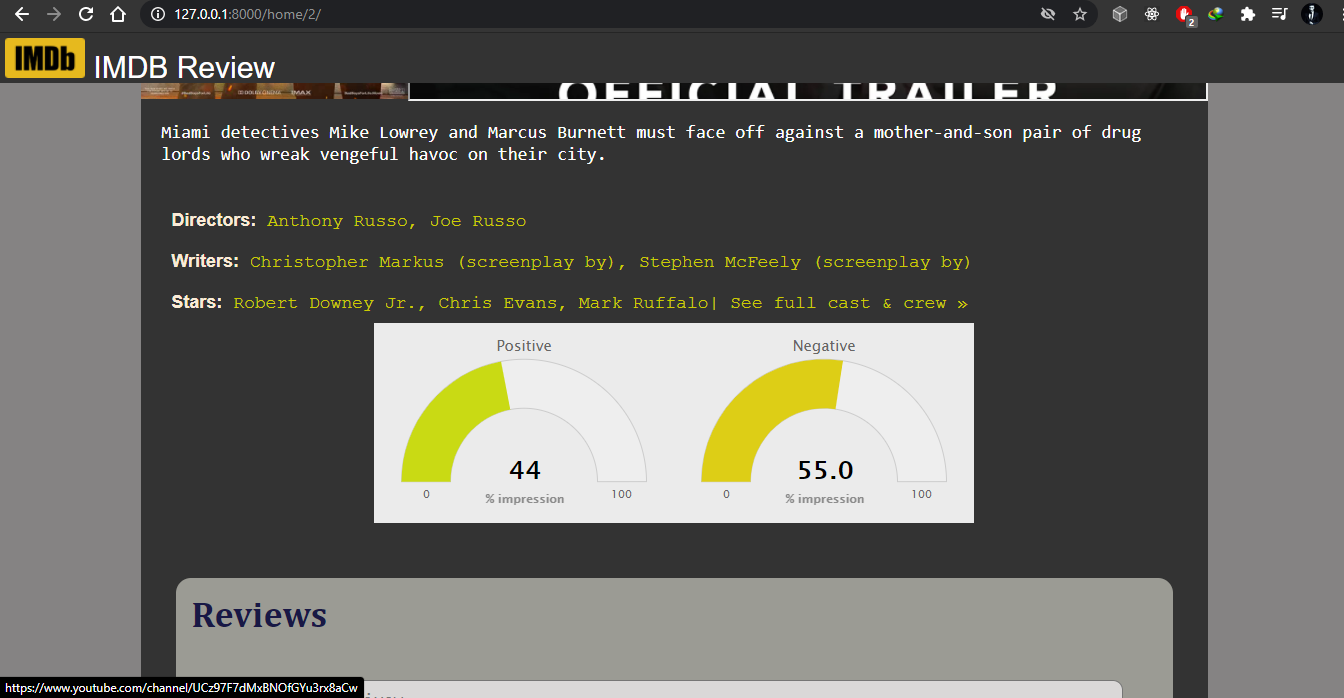 127.0.0.1:8000/home/2/
2
IMDb IMDB Review
IMAX
OFFICIAL TRAILER
Miami detectives Mike Lowrey and Marcus Burnett must face off against a mother-and-son pair of drug
lords who wreak vengeful havoc on their city.
Directors: Anthony Russo, Joe Russo
Writers: Christopher Markus (screenplay by), Stephen McFeely (screenplay by)
Stars: Robert Downey Jr., Chris Evans, Mark Ruffalo| See full cast & crew »
Positive Negative
44 55.0
0 % impression 100 0 % impression 100
Reviews
https://www.youtube.com/channel/UCz97F7dMxBNOfGYu3rx8aCw